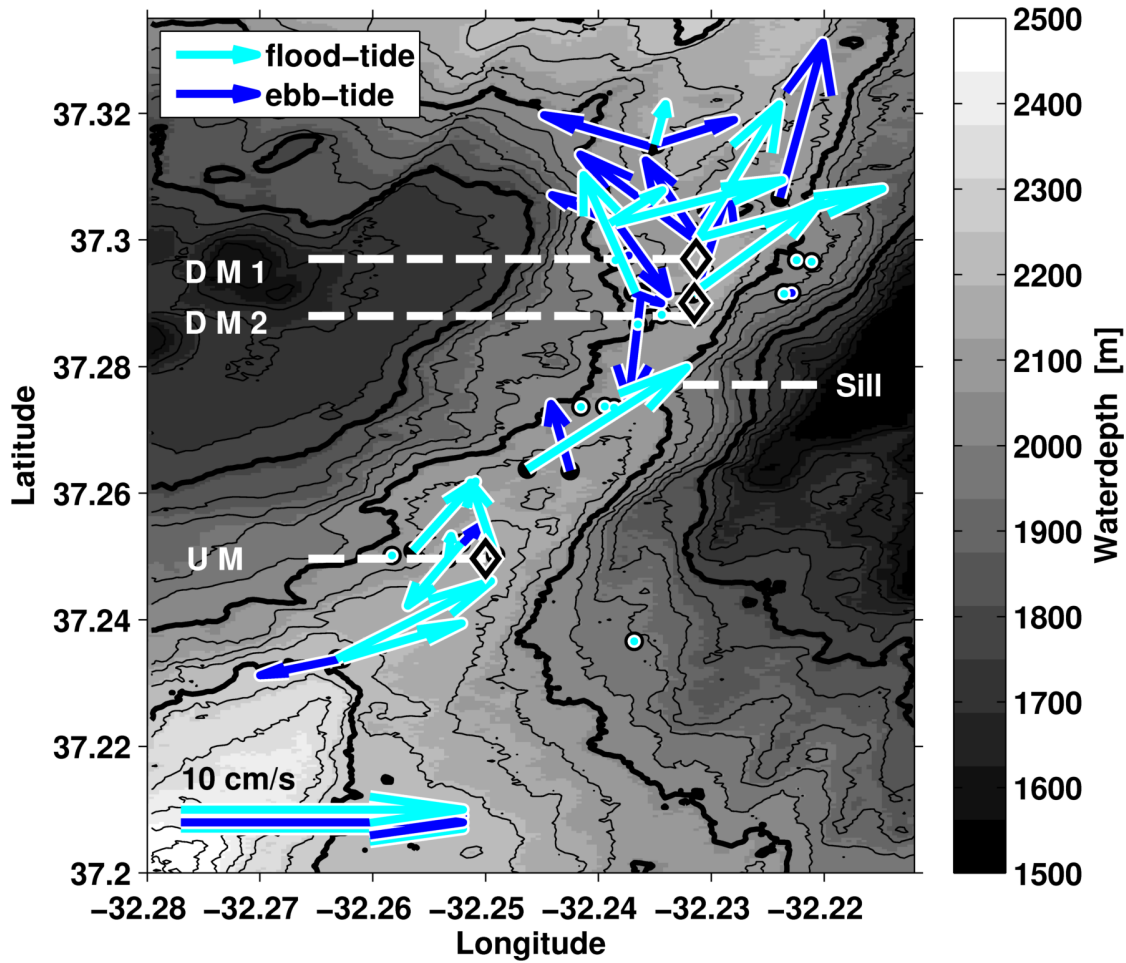 flood−tide
ebb−tide
37.32
37.3
37.28
37.26
37.24
37.22
37.2
Latitude
D M 1
D M 2
Sill
U M
10 cm/s
−32.28 −32.27 −32.26 −32.25 −32.24 −32.23 −32.22
Longitude
2500
2400
2300
2200
2100
2000
1900
1800
1700
1600
1500
Waterdepth [m]